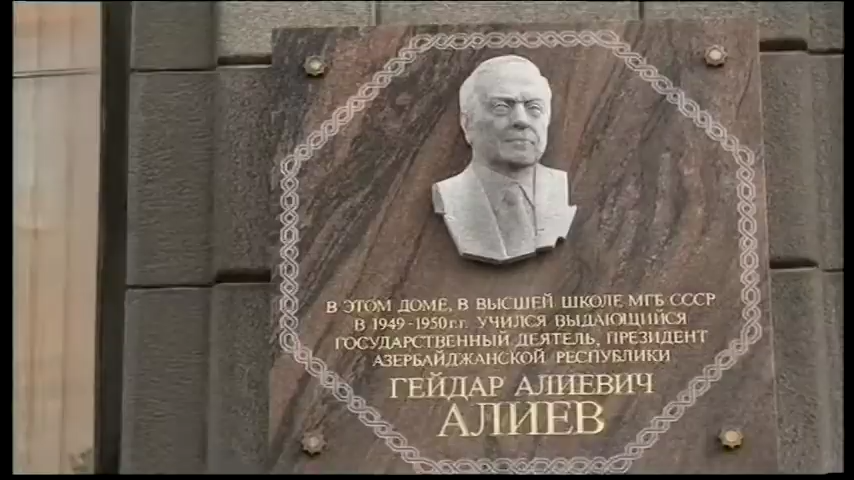 В ЭТОМ ДОМЕ, В ВЫСШЕЙ ШКОЛЕ МГБ СССР
В 1949-1950 Г.Г. УЧИЛСЯ ВЫДАЮЩИЙСЯ
ГОСУДАРСТВЕННЫЙ ДЕЯТЕЛЬ, ПРЕЗИДЕНТ
АЗЕРБАЙДЖАНСКОЙ РЕСПУБЛИКИ
ГЕЙДАР АЛИЕВИЧ
АЛИЕВ